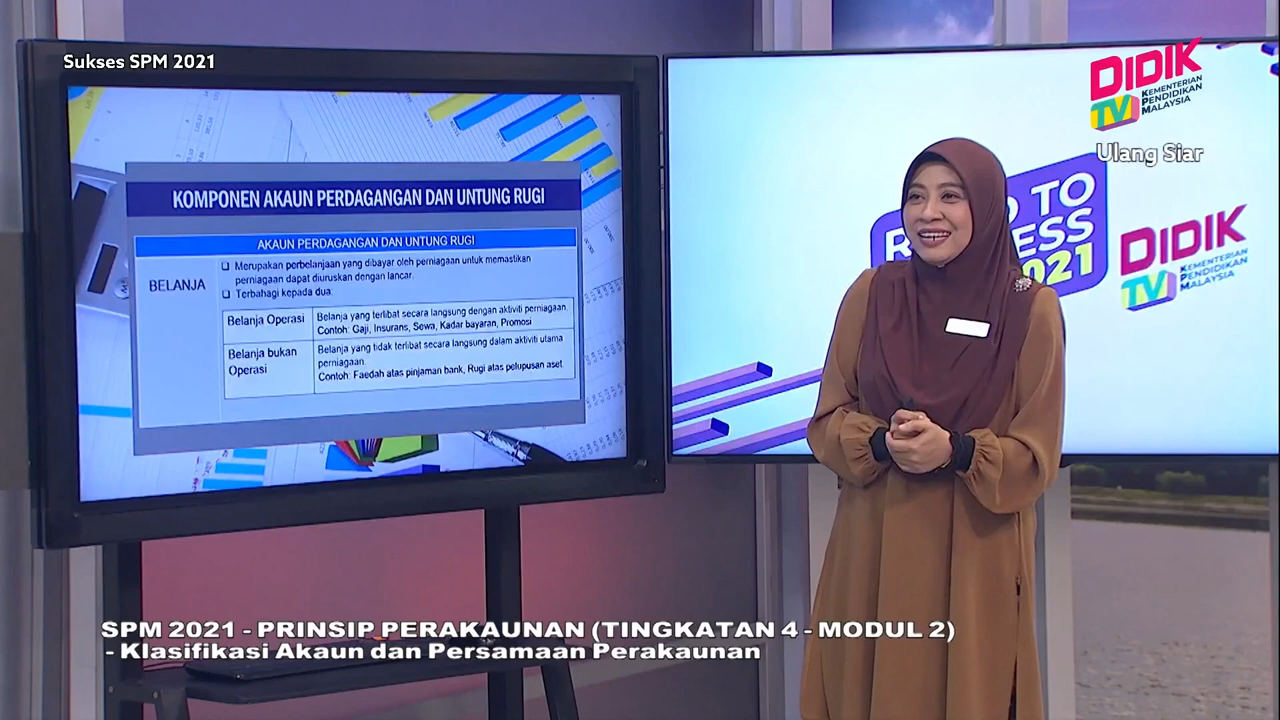 Sukses SPM 2021
DIDIK
TV KEMENTERIAN
PENDIDIKAN
MALAYSIA
Ulang Siar
KOMPONEN AKAUN PERDAGANGAN DAN UNTUNG RUGI
AKAUN PERDAGANGAN DAN UNTUNG RUGI
BELANJA
Merupakan perbelanjaan yang dibayar oleh perniagaan untuk memastikan
perniagaan dapat diuruskan dengan lancar.
Terbahagi kepada dua:
Belanja Operasi
Belanja yang terlibat secara langsung dengan aktiviti perniagaan.
Contoh: Gaji, Insurans, Sewa, Kadar bayaran, Promosi
Belanja bukan
Operasi
Belanja yang tidak terlibat secara langsung dalam aktiviti utama
perniagaan.
Contoh: Faedah atas pinjaman bank, Rugi atas pelupusan aset.
TO
2021
DIDIK
TV KEMENTERIAN
PENDIDIKAN
MALAYSIA
SPM 2021 - PRINSIP PERAKAUNAN (TINGKATAN 4 - MODUL 2)
- Klasifikasi Akaun dan Persamaan Perakaunan